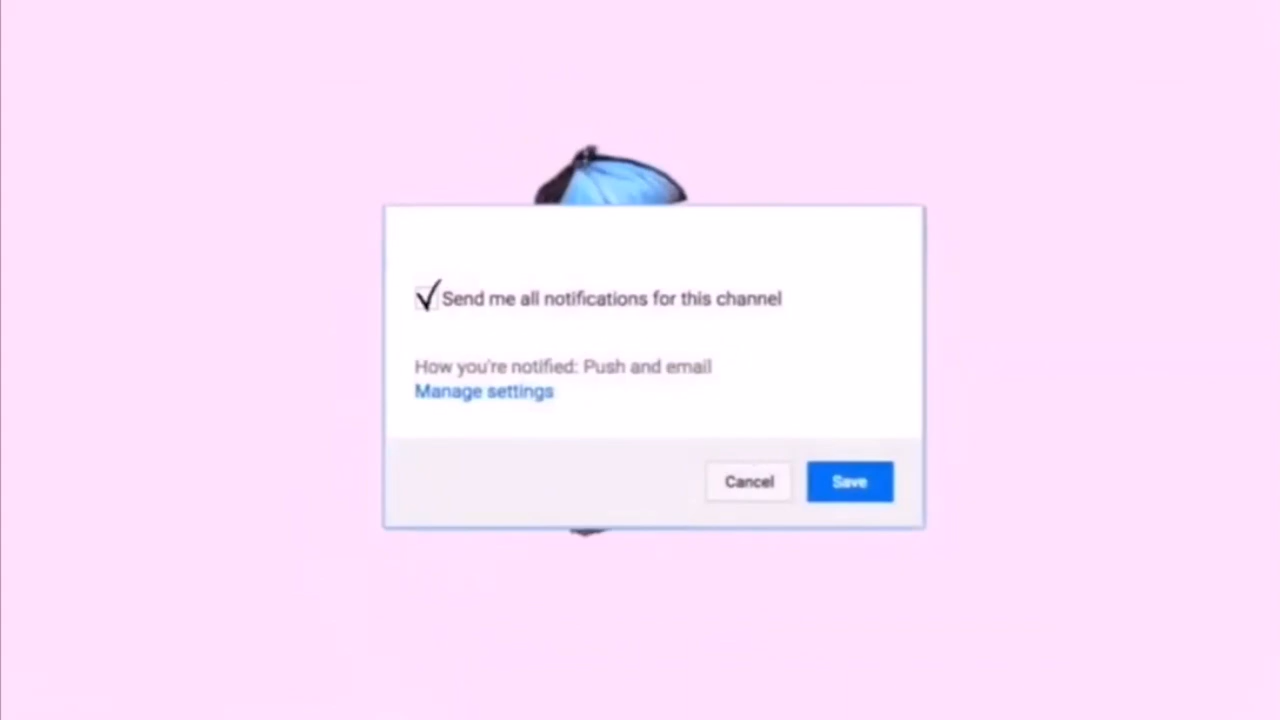 Send me all notifications for this channel
How you're notified: Push and email
Manage settings
Cancel
Save